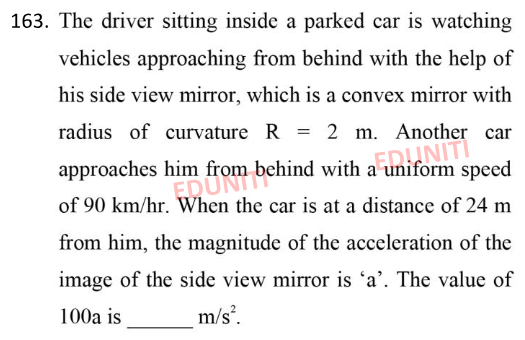 163. The driver sitting inside a parked car is watching
vehicles approaching from behind with the help of
his side view mirror, which is a convex mirror with
radius of curvature R = 2 m. Another car
approaches him from behind with a uniform speed
of 90 km/hr. When the car is at a distance of 24 m
from him, the magnitude of the acceleration of the
image of the side view mirror is ‘a’. The value of
100a is ______ m/s².
EDUNITI
EDUNITI